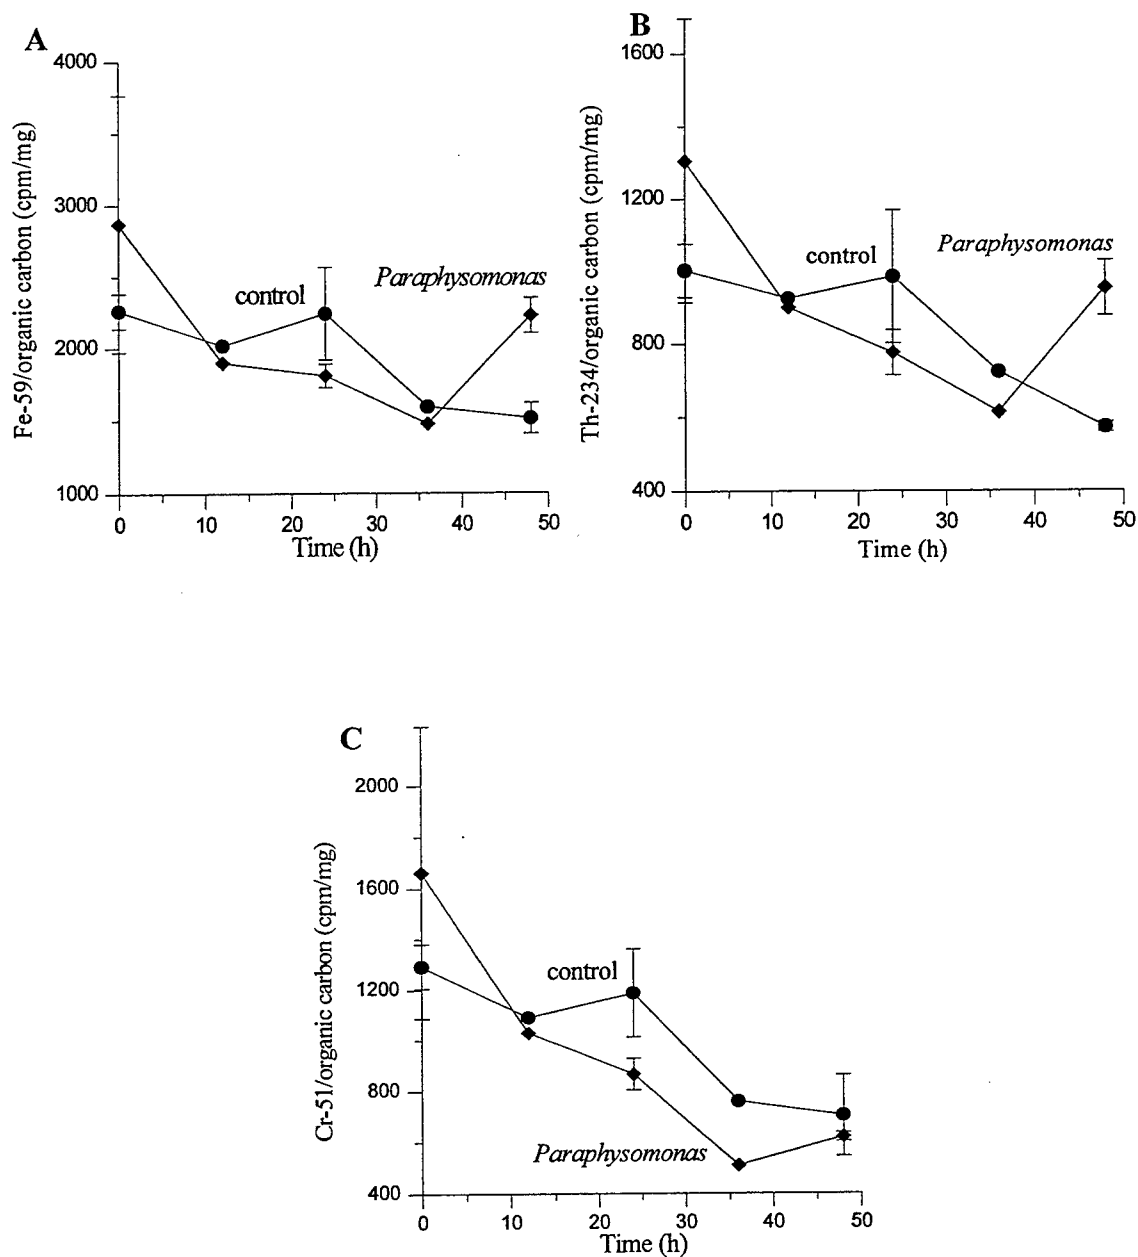 A
4000
3000
2000
1000
Fe-59/organic carbon (cpm/mg)
control
Paraphysomonas
0 10 20 30 40 50
Time (h)
B
1600
1200
800
400
Th-234/organic carbon (cpm/mg)
control
Paraphysomonas
0 10 20 30 40 50
Time (h)
C
2000
1600
1200
800
400
Cr-51/organic carbon (cpm/mg)
control
Paraphysomonas
0 10 20 30 40 50
Time (h)